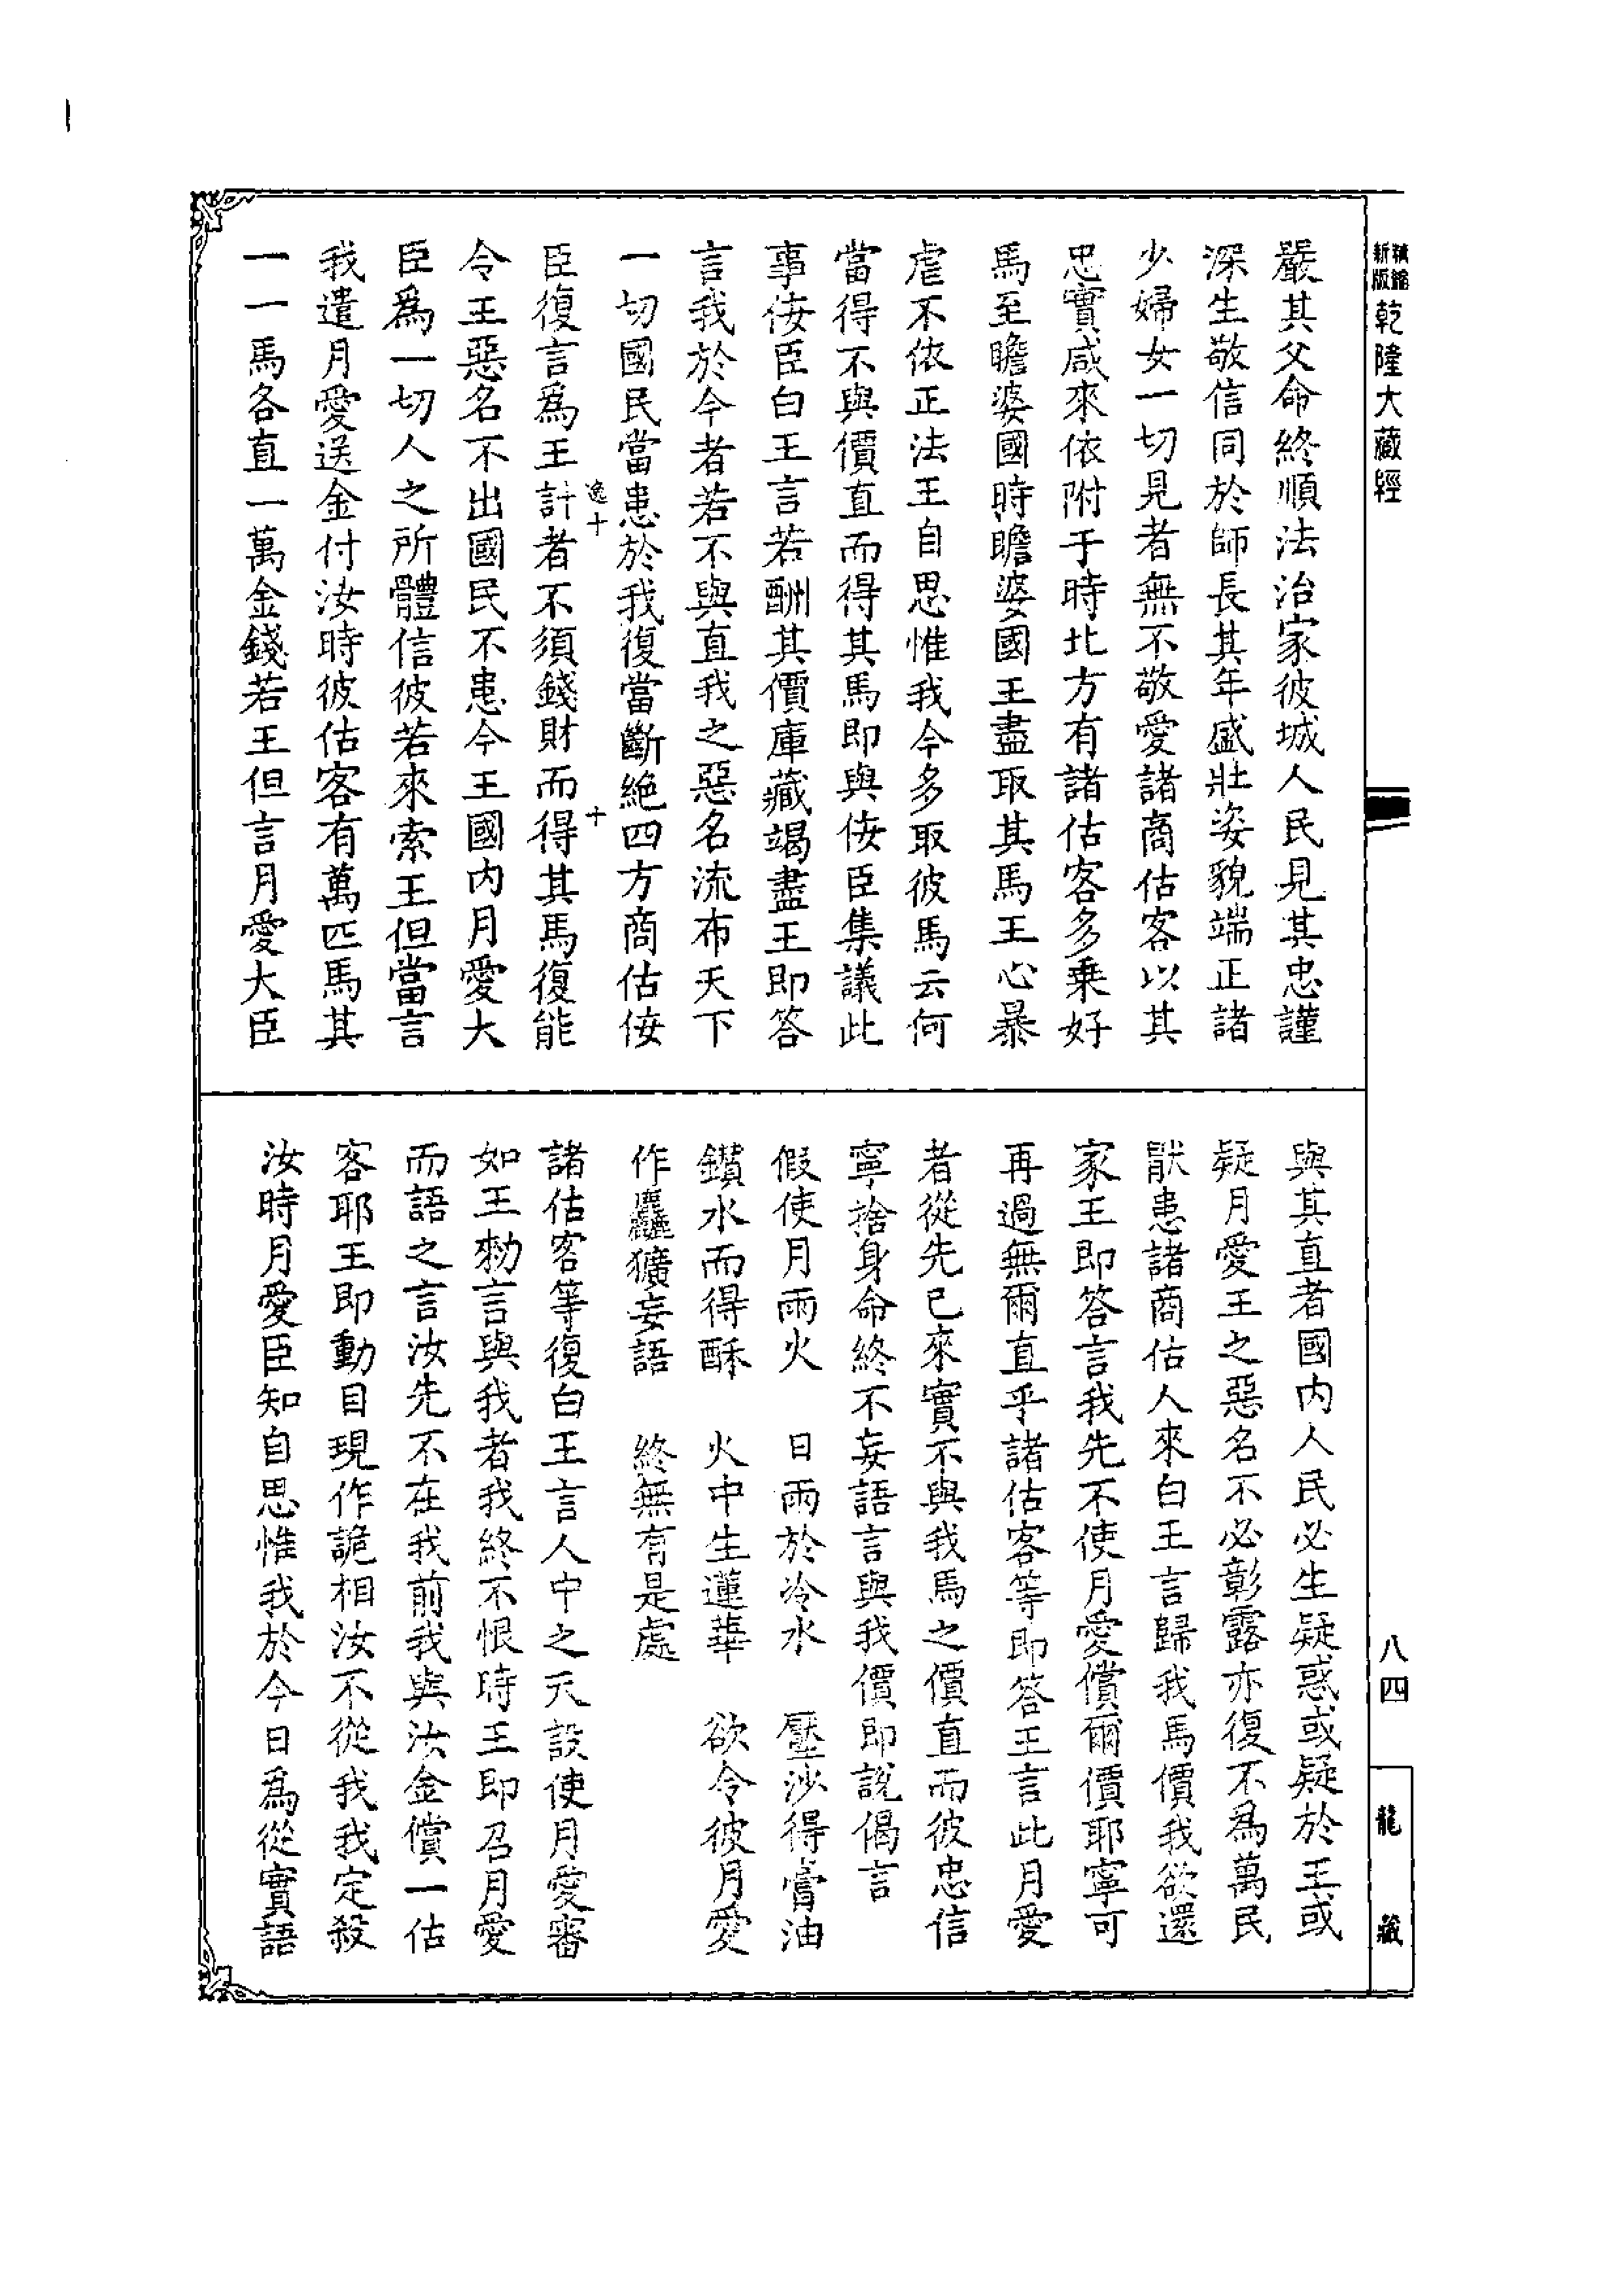 精縮新版乾隆大藏經
嚴其父命終順法治家彼城人民見其忠謹
深生敬信同於師長其年盛壯姿貌端正諸
少婦女一切見者無不敬愛諸商估客以其
忠實咸來依附于時北方有諸估客多乗好
馬至瞻婆國時瞻婆國王盡取其馬王心暴
虐不依正法王自思惟我今多取彼馬云何
當得不與價直而得其馬即與侫臣集議此
事侫臣白王言若酬其價庫藏竭盡王即答
言我於今者若不與直我之惡名流布天下
一切國民當患於我復當斷絶四方商估侫
逸十
十
臣復言爲王計者不須錢財而得其馬復能
令王惡名不出國民不患今王國內月愛大
臣爲一切人之所體信彼若來索王但當言
我遣月愛送金付汝時彼估客有萬匹馬其
一一馬各直一萬金錢若王但言月愛大臣
與其直者國内人民必生疑惑或疑於王或
疑月愛王之惡名不必彰露亦復不爲萬民
猒患諸商估人來白王言歸我馬價我欲還
家王即答言我先不使月愛償爾價耶寧可
再過無爾直乎諸估客等即答王言此月愛
者從先已來實不與我馬之價直而彼忠信
寧捨身命終不妄語言與我價即說偈言
假使月雨火　日雨於冷水　壓沙得膏油
鑚水而得酥　火中生蓮華　欲令彼月愛
作麤獷妄語　終無有是處
諸估客等復白王言人中之天設使月愛審
如王勑言與我者我終不恨時王即召月愛
而語之言汝先不在我前我與汝金償一估
客耶王即動目現作詭相汝不從我我定殺
汝時月愛臣知自思惟我於今日爲從實語
八四
龍藏